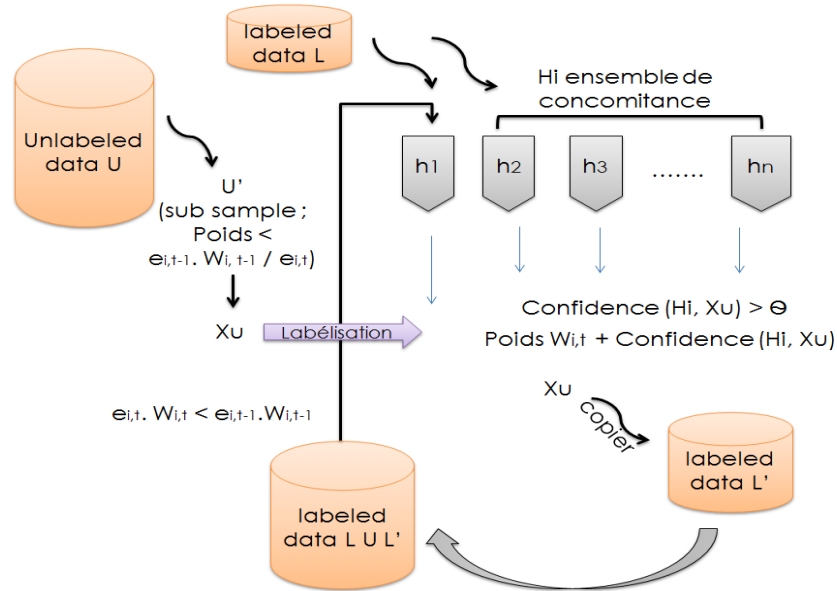 labeled
data L
Hi ensemble de
concomitance
Unlabeled
data U
h1
h2
h3
.......
hn
U'
(sub sample ;
Poids <
ei,t-1. Wi, t-1 / ei,t)
Xu
Labélisation
Confidence (Hi, Xu) > Θ
Poids Wi,t + Confidence (Hi, Xu)
ei,t. Wi,t < ei,t-1.Wi,t-1
Xu
copier
labeled
data L'
labeled
data L U L'